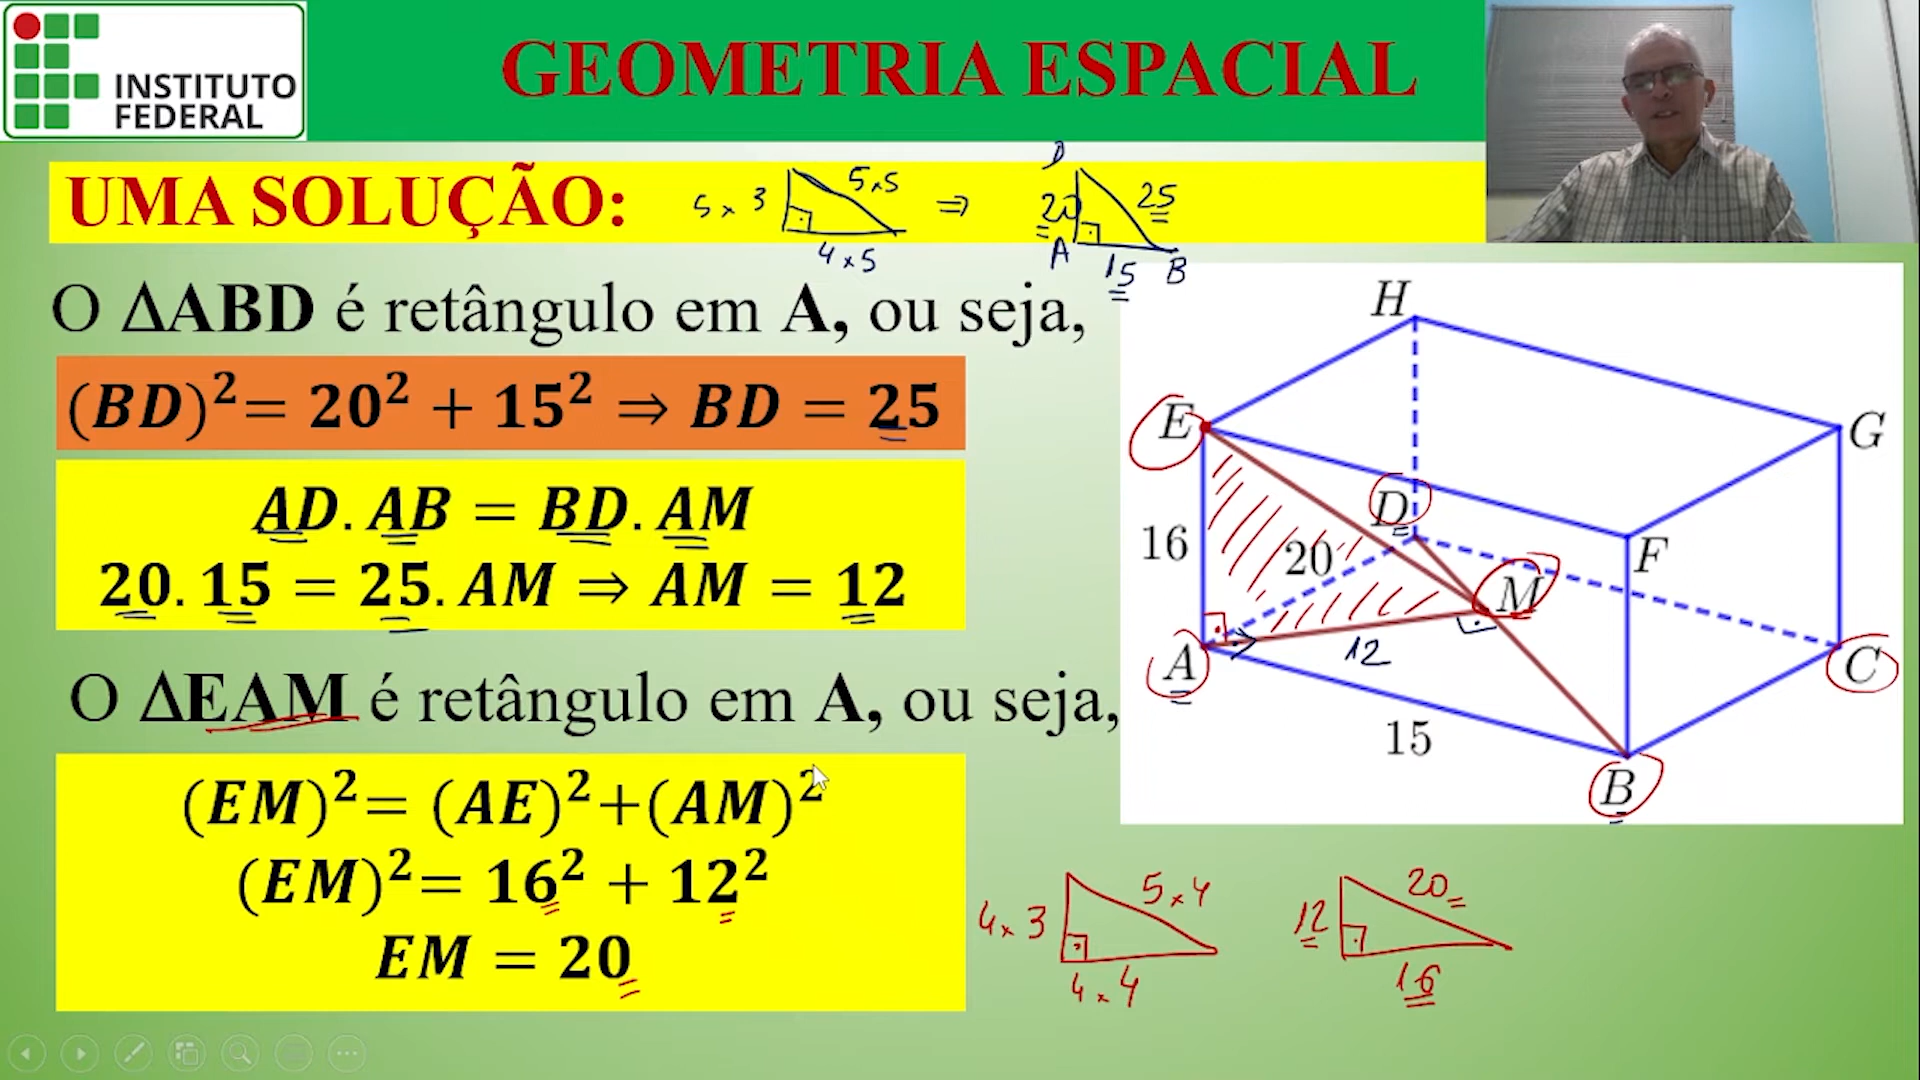 INSTITUTO
FEDERAL
GEOMETRIA ESPACIAL
UMA SOLUÇÃO:
5 × 3
5×5
4 × 5
⇒
D
20
25
A
15
B
O ΔABD é retângulo em A, ou seja,
(BD)²= 20² + 15² ⇒ BD = 25
AD. AB = BD. AM
20. 15 = 25. AM ⇒ AM = 12
O ΔEAM é retângulo em A, ou seja,
(EM)²= (AE)²+(AM)²
(EM)²= 16² + 12²
EM = 20
H
E
G
D
16
20
F
M
A
12
C
15
B
4 × 3
5 × 4
4 × 4
12
20
16